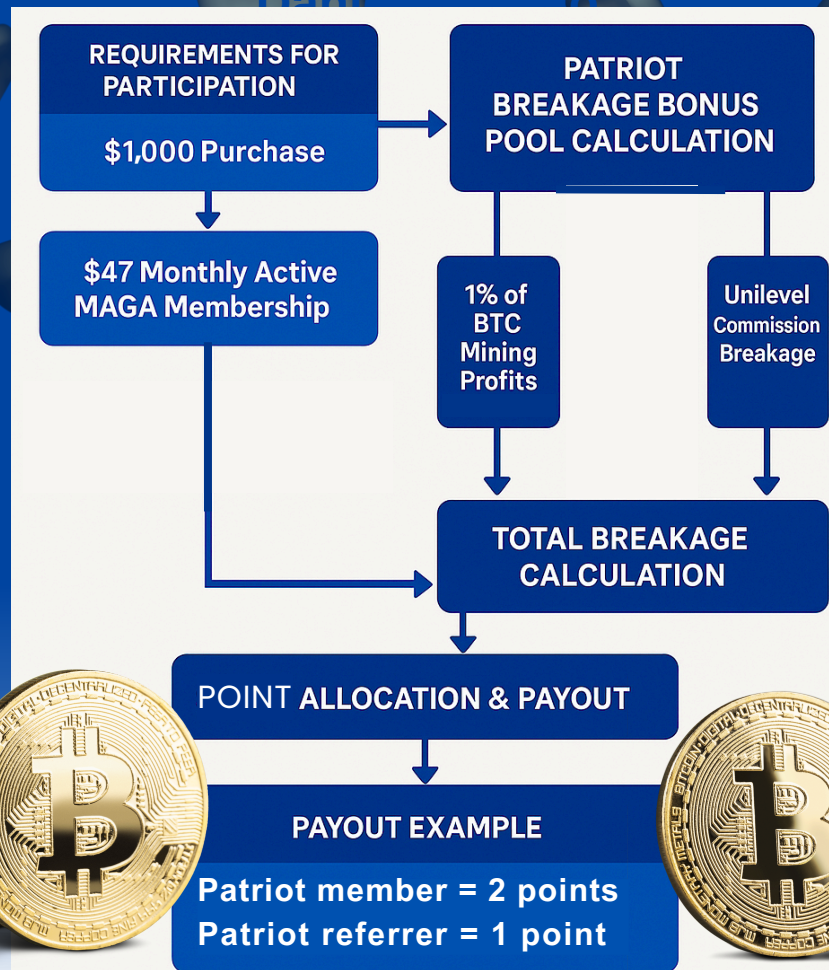 REQUIREMENTS FOR
PARTICIPATION
$1,000 Purchase
$47 Monthly Active
MAGA Membership
PATRIOT
BREAKAGE BONUS
POOL CALCULATION
1% of
BTC
Mining
Profits
Unilevel
Commission
Breakage
TOTAL BREAKAGE
CALCULATION
POINT ALLOCATION & PAYOUT
PAYOUT EXAMPLE
Patriot member = 2 points
Patriot referrer = 1 point